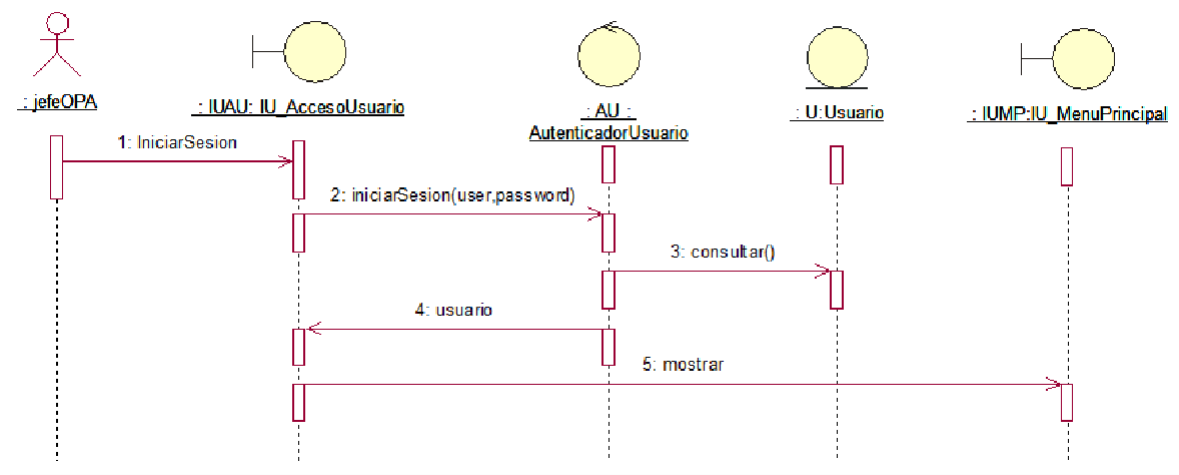 : jefeOPA
: IUAU: IU_AccesoUsuario
: AU :
AutenticadorUsuario
: U:Usuario
: IUMP:IU_MenuPrincipal
1: IniciarSesion
2: iniciarSesion(user,password)
3: consultar()
4: usuario
5: mostrar